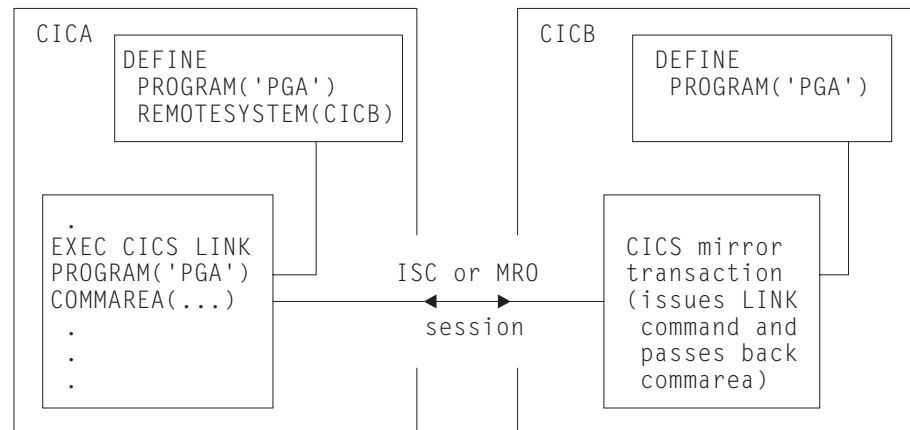 CICA
DEFINE
PROGRAM('PGA')
REMOTESYSTEM(CICB)
.
EXEC CICS LINK
PROGRAM('PGA')
COMMAREA(...)
.
.
.
ISC or MRO
session
CICB
DEFINE
PROGRAM('PGA')
CICS mirror
transaction
(issues LINK
command and
passes back
commarea)